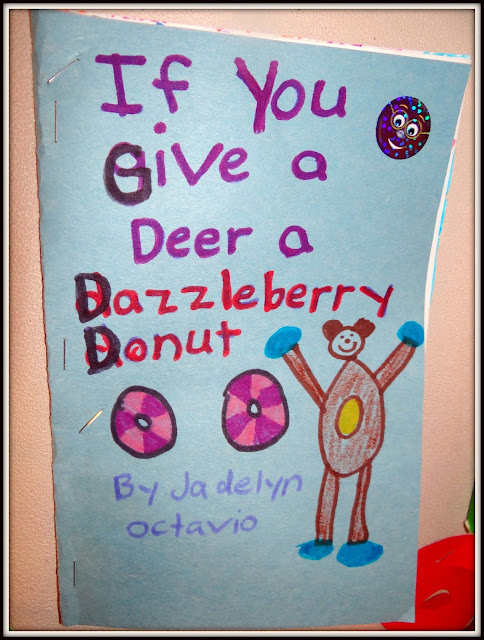 If You
Give a
Deer a
Dazzleberry
Donut
By Jadelyn
octavio